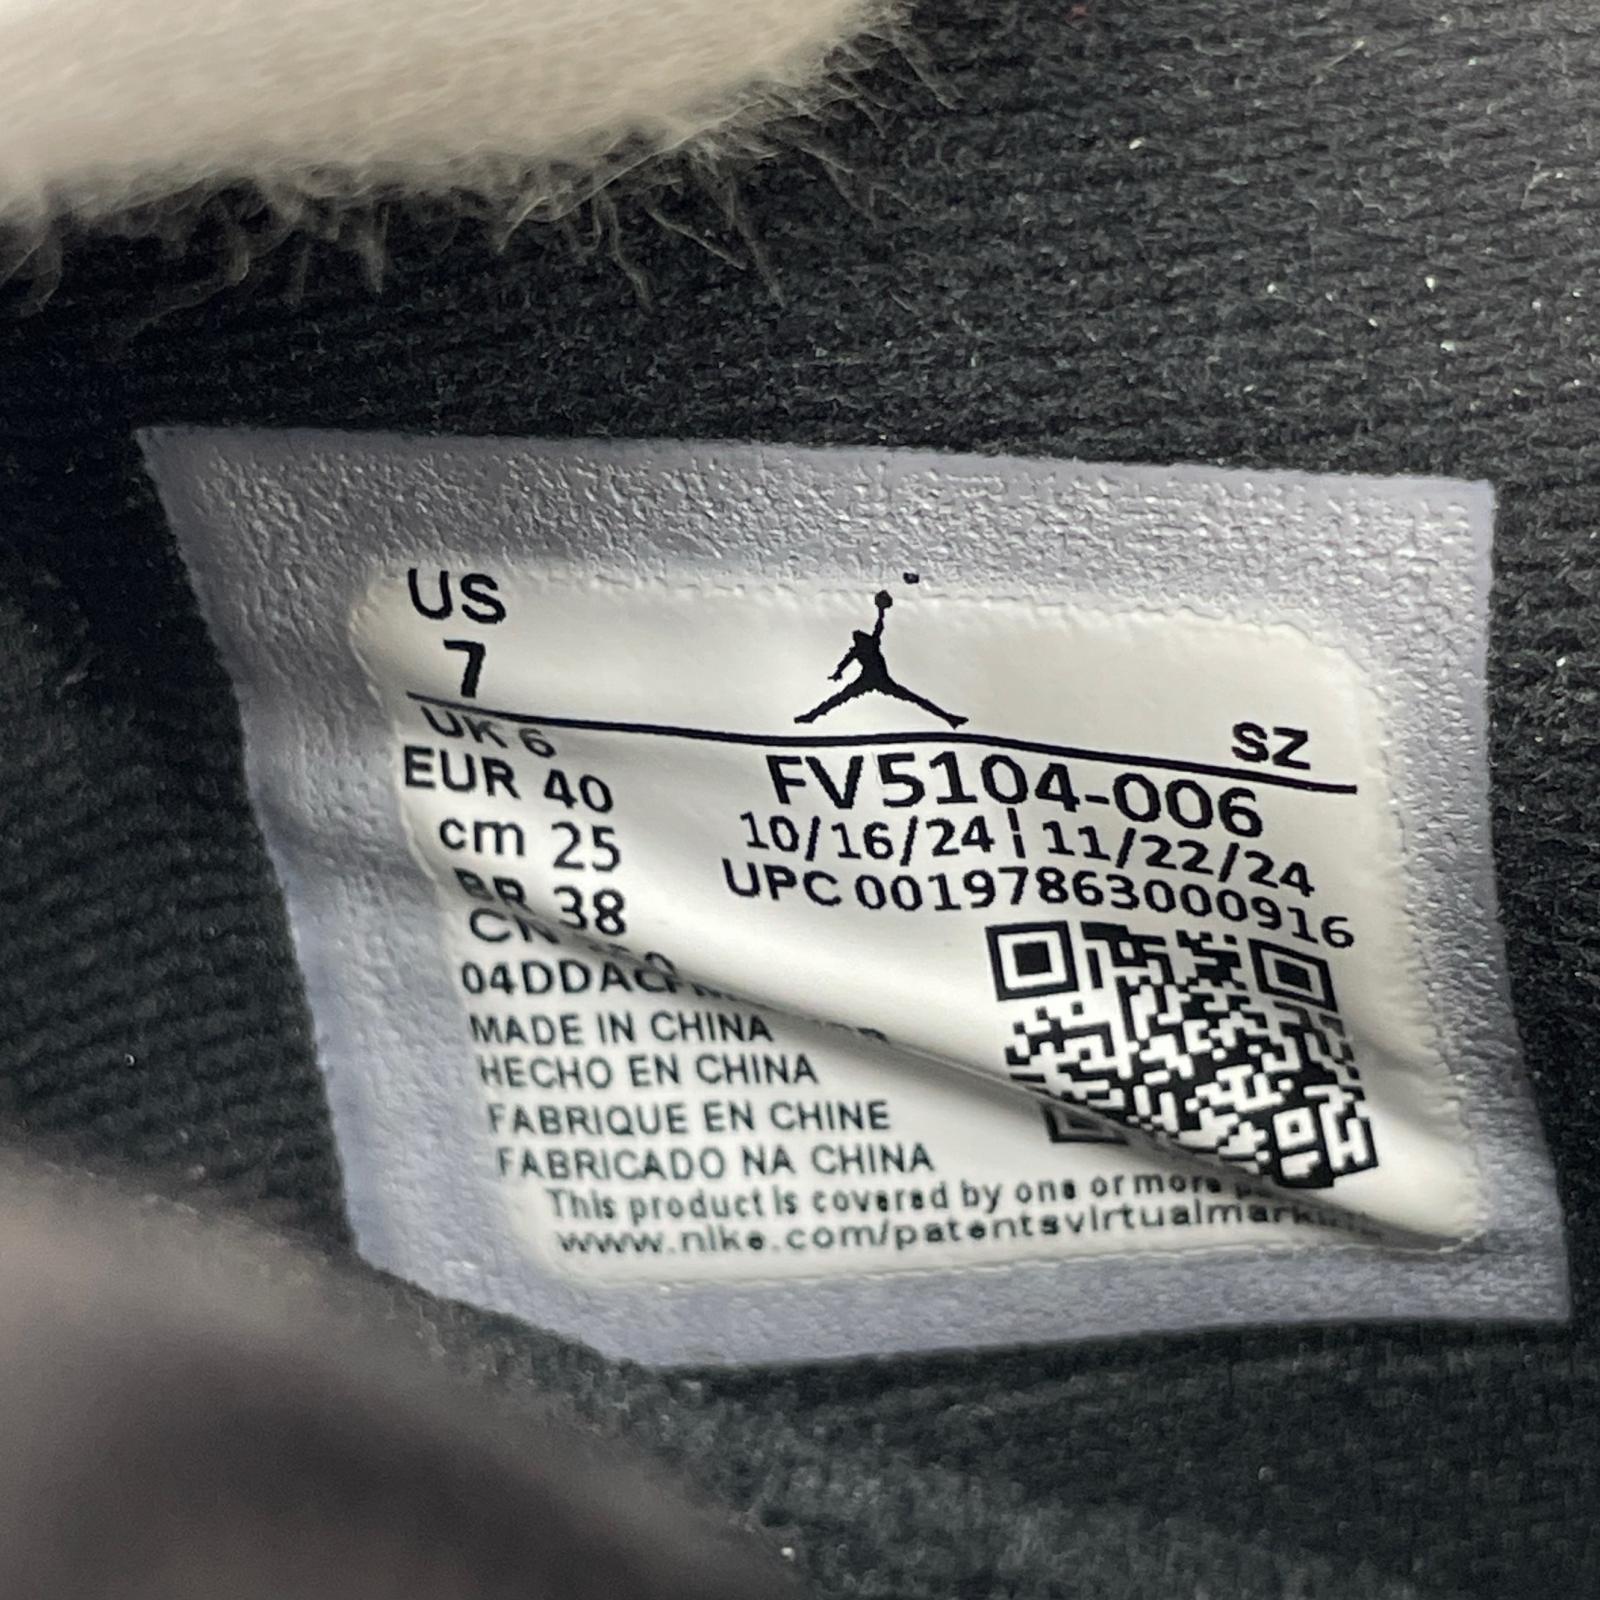 US
7
SZ
UK 6
EUR 40
cm 25
BR 38
CN
FV5104-006
10/16/24 | 11/22/24
UPC 00197863000916
MADE IN CHINA
HECHO EN CHINA
FABRIQUE EN CHINE
FABRICADO NA CHINA
This product is covered by one or more
www.nike.com/patentsvirtualmarking